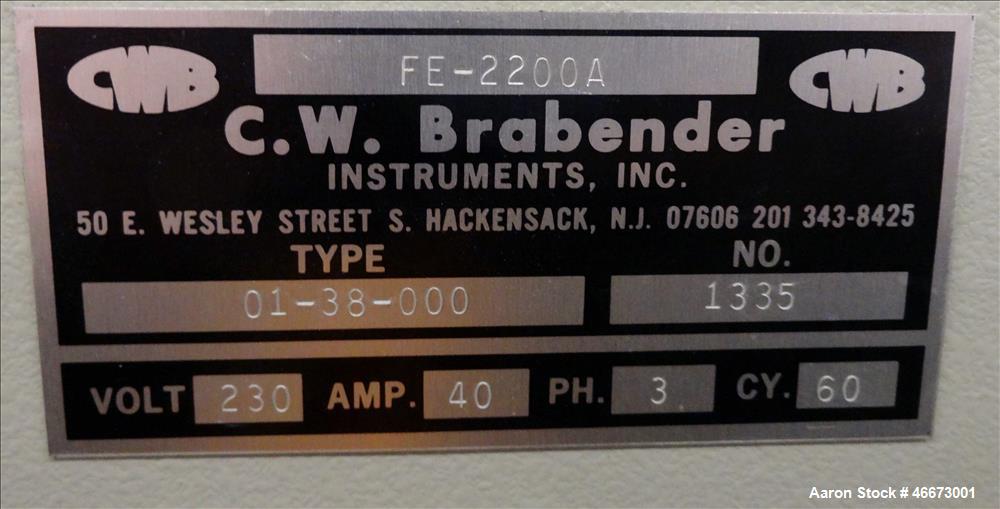 CWB FE-2200A CWB
C.W. Brabender
INSTRUMENTS, INC.
50 E. WESLEY STREET S. HACKENSACK, N.J. 07606 201 343-8425
TYPE NO.
01-38-000 1335
VOLT 230 AMP. 40 PH. 3 CY. 60
Aaron Stock # 46673001